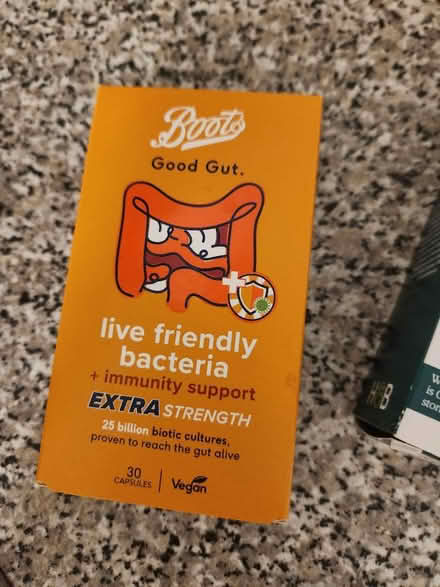 Boots
Good Gut.
live friendly
bacteria
+ immunity support
EXTRA STRENGTH
25 billion biotic cultures,
proven to reach the gut alive
30
CAPSULES
Vegan